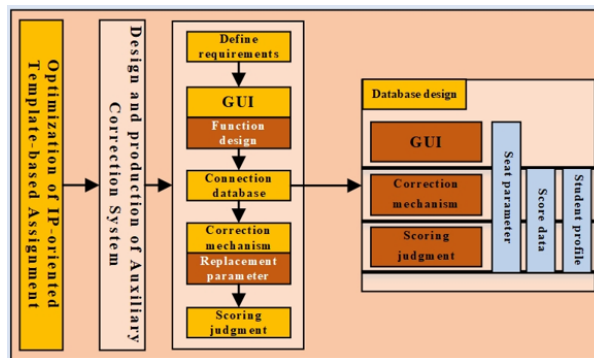 Optimization of IP-oriented
Template-based Assignment
Design and production of Auxiliary
Correction System
Define
requirements
GUI
Function
design
Connection
database
Correction
mechanism
Replacement
parameter
Scoring
judgment
Database design
GUI
Correction
mechanism
Scoring
judgment
Seat parameter
Score data
Student profile